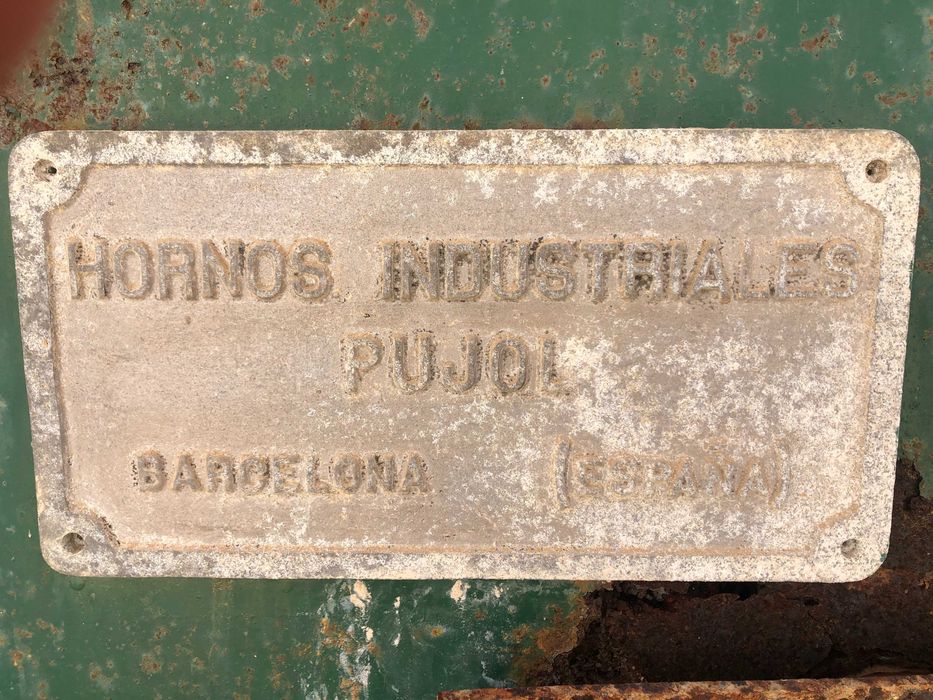 HORNOS INDUSTRIALES
PUJOL
BARCELONA (ESPAÑA)